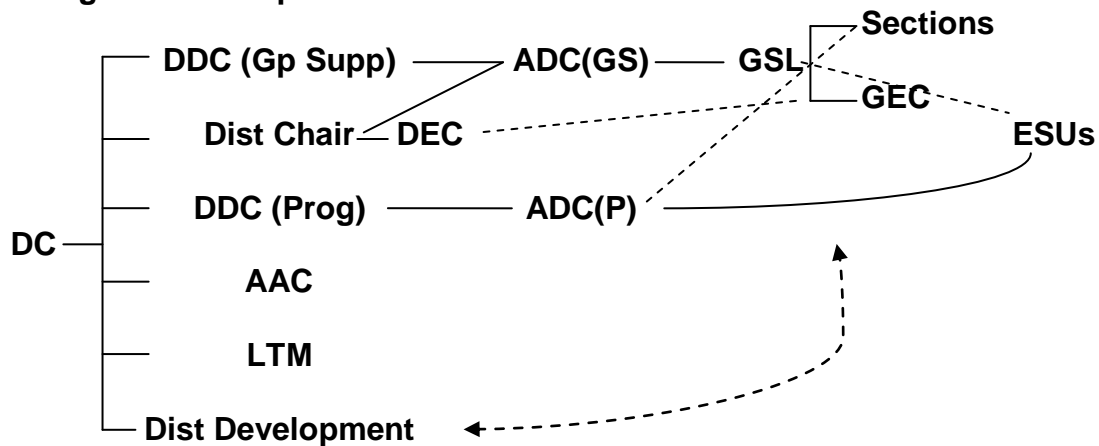 Sections
DDC (Gp Supp) ADC(GS) GSL
GEC
Dist Chair DEC ESUs
DDC (Prog) ADC(P)
DC
AAC
LTM
Dist Development